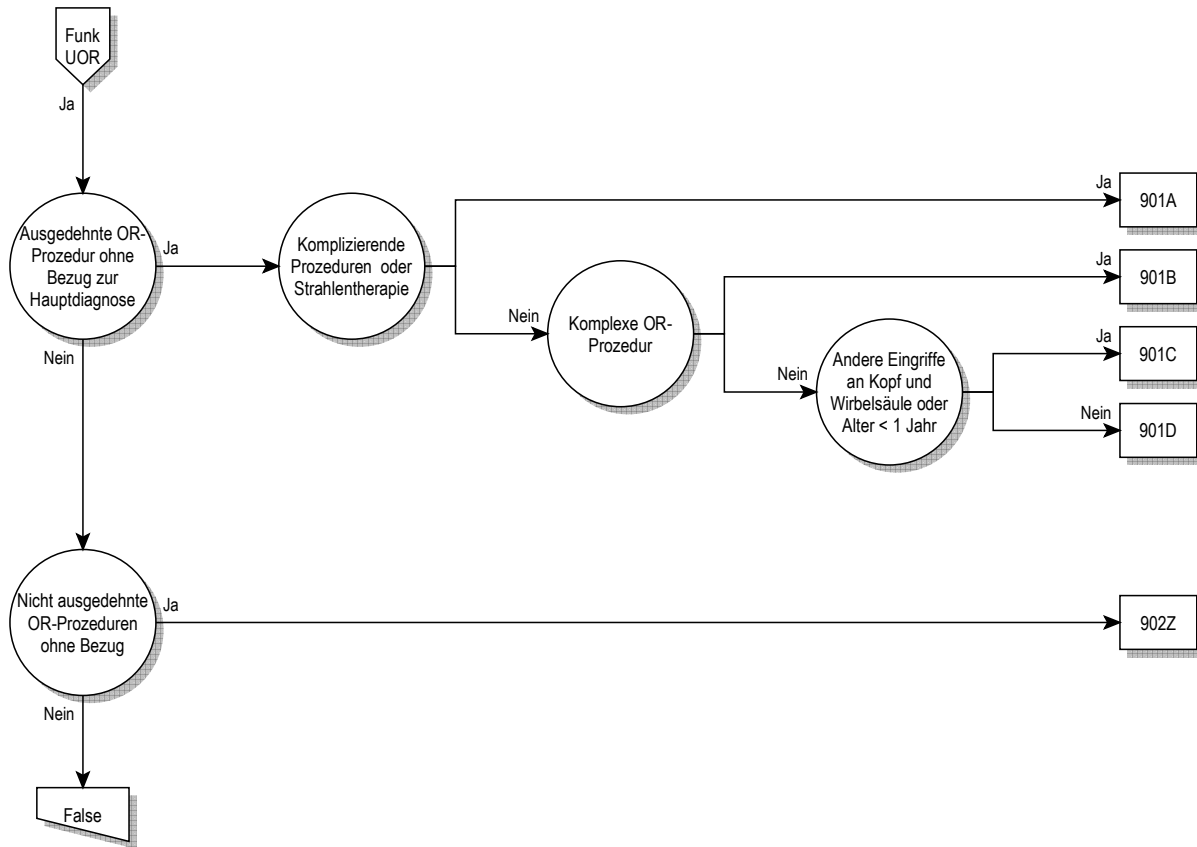 Funk
UOR
Ja
Ausgedehnte OR-
Prozedur ohne
Bezug zur
Hauptdiagnose
Ja
Nein
Komplizierende
Prozeduren oder
Strahlentherapie
Ja
901A
Nein
Komplexe OR-
Prozedur
Ja
901B
Nein
Andere Eingriffe
an Kopf und
Wirbelsäule oder
Alter < 1 Jahr
Ja
901C
Nein
901D
Nicht ausgedehnte
OR-Prozeduren
ohne Bezug
Ja
902Z
Nein
False